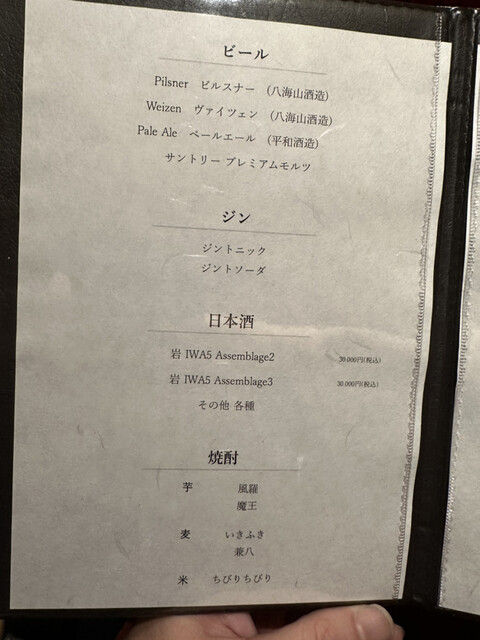 ビール
Pilsner ピルスナー (八海山酒造)
Weizen ヴァイツェン (八海山酒造)
Pale Ale ペールエール (平和酒造)
サントリー プレミアムモルツ
ジン
ジントニック
ジントソーダ
日本酒
岩 IWA5 Assemblage2 30.000円(税込)
岩 IWA5 Assemblage3 30.000円(税込)
その他 各種
焼酎
芋 風羅
魔王
麦 いきふき
兼八
米 ちびりちびり